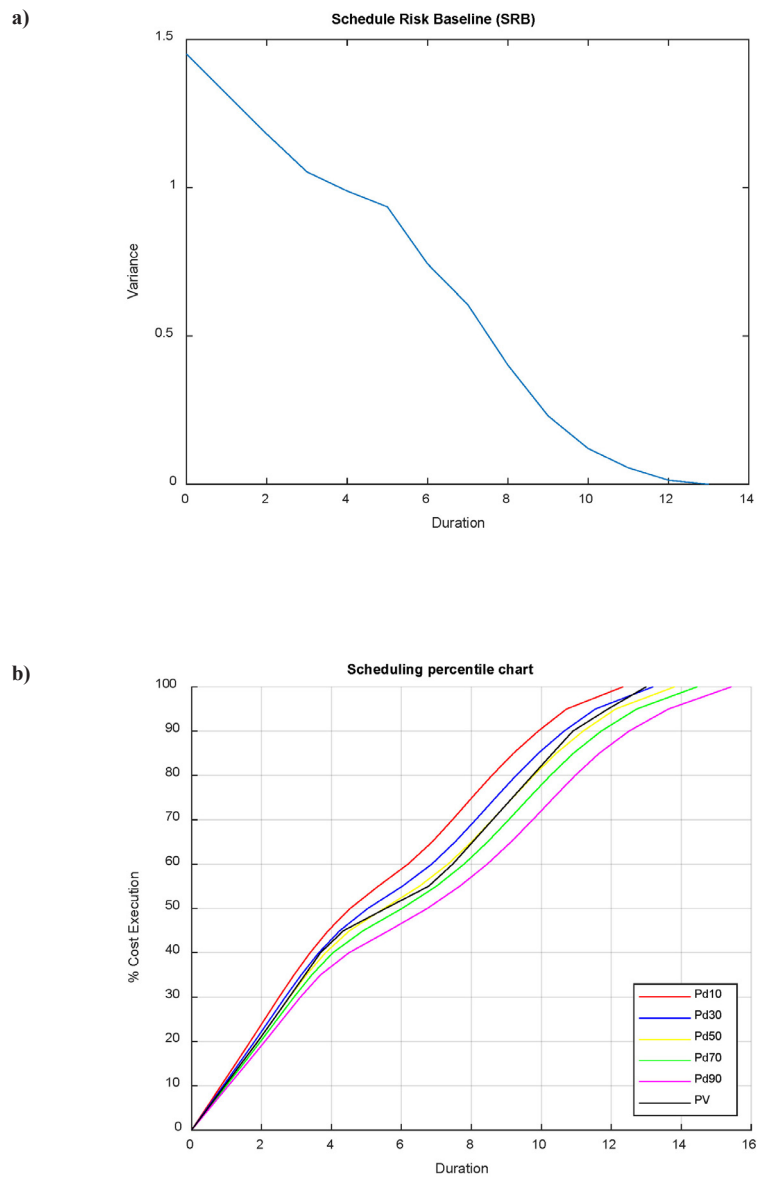 a)
Schedule Risk Baseline (SRB)
1.5
1
0.5
0
Variance
0 2 4 6 8 10 12 14
Duration
b)
Scheduling percentile chart
100
90
80
70
60
50
40
30
20
10
0
% Cost Execution
Pd10
Pd30
Pd50
Pd70
Pd90
PV
0 2 4 6 8 10 12 14 16
Duration